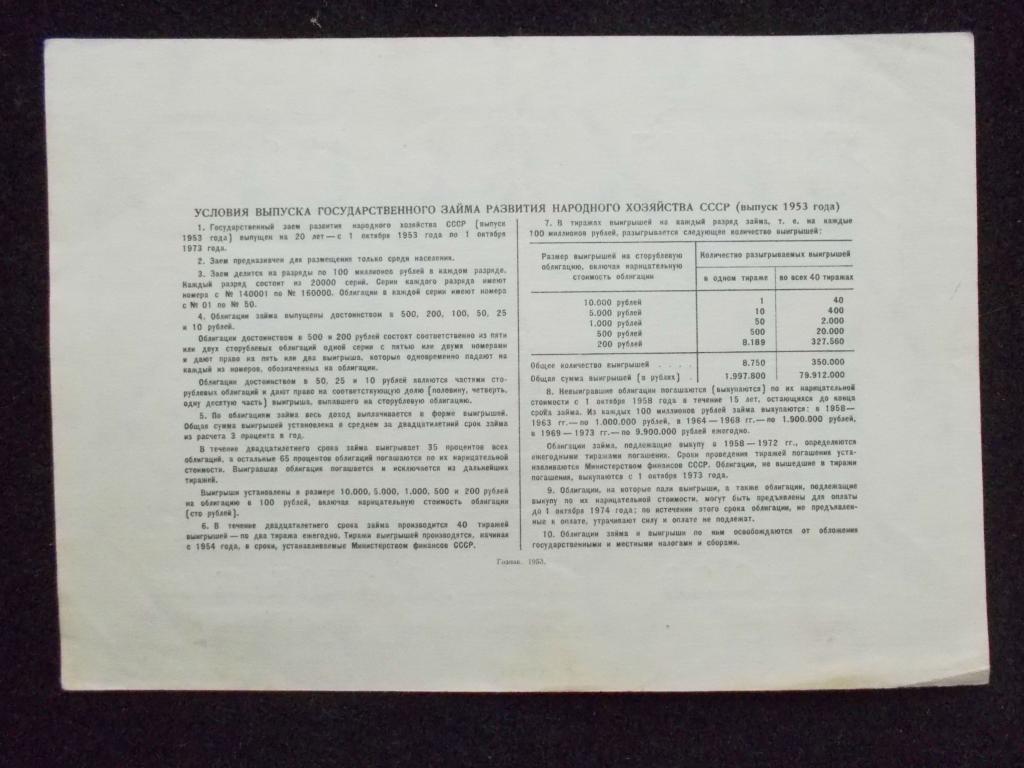 УСЛОВИЯ ВЫПУСКА ГОСУДАРСТВЕННОГО ЗАЙМА РАЗВИТИЯ НАРОДНОГО ХОЗЯЙСТВА СССР (выпуск 1953 года)
1. Государственный заем развития народного хозяйства СССР (выпуск
1953 года) выпущен на 20 лет — с 1 октября 1953 года по 1 октября
1973 года.
2. Заем предназначен для размещения только среди населения.
3. Заем делится на разряды по 100 миллионов рублей в каждом разряде.
Каждый разряд состоит из 20000 серий. Серии каждого разряда имеют
номера с № 140001 по № 160000. Облигации в каждой серии имеют номера
с № 01 по № 50.
4. Облигации займа выпущены достоинством в 500, 200, 100, 50, 25
и 10 рублей.
Облигации достоинством в 500 и 200 рублей состоят соответственно из пяти
или двух сторублевых облигаций одной серии с пятью или двумя номерами
и дают право на пять или два выигрыша, которые одновременно падают на
каждый из номеров, обозначенных на облигации.
Облигации достоинством в 50, 25 и 10 рублей являются частями сто-
рублевых облигаций и дают право на соответствующую долю (половину, четверть,
одну десятую часть) выигрыша, выпавшего на сторублевую облигацию.
5. По облигациям займа весь доход выплачивается в форме выигрышей.
Общая сумма выигрышей установлена в среднем за двадцатилетний срок займа
из расчета 3 процента в год.
В течение двадцатилетнего срока займа выигрывает 35 процентов всех
облигаций, а остальные 65 процентов облигаций погашаются по их нарицательной
стоимости. Выигравшая облигация погашается и исключается из дальнейших
тиражей.
Выигрыши установлены в размере 10.000, 5.000, 1.000, 500 и 200 рублей
на облигацию в 100 рублей, включая нарицательную стоимость облигации
(сто рублей).
6. В течение двадцатилетнего срока займа производится 40 тиражей
выигрышей — по два тиража ежегодно. Тиражи выигрышей производятся, начиная
с 1954 года, в сроки, устанавливаемые Министерством финансов СССР.
7. В тиражах выигрышей на каждый разряд займа, т. е. на каждые
100 миллионов рублей, разыгрывается следующее количество выигрышей:
Размер выигрышей на сторублевую облигацию, включая нарицательную стоимость облигации
Количество разыгрываемых выигрышей
в одном тираже во всех 40 тиражах
10.000 рублей 1 40
5.000 рублей 10 400
1.000 рублей 50 2.000
500 рублей 500 20.000
200 рублей 8.189 327.560
Общее количество выигрышей . . . . 8.750 350.000
Общая сумма выигрышей (в рублях) . 1.997.800 79.912.000
8. Невыигравшие облигации погашаются (выкупаются) по их нарицательной
стоимости с 1 октября 1958 года в течение 15 лет, остающихся до конца
срока займа. Из каждых 100 миллионов рублей займа выкупаются: в 1958—
1963 гг.— по 1.000.000 рублей, в 1964—1968 гг.— по 1.900.000 рублей,
в 1969—1973 гг.— по 9.900.000 рублей ежегодно.
Облигации займа, подлежащие выкупу в 1958—1972 гг., определяются
ежегодными тиражами погашения. Сроки проведения тиражей погашения уста-
навливаются Министерством финансов СССР. Облигации, не вышедшие в тиражи
погашения, выкупаются с 1 октября 1973 года.
9. Облигации, на которые пали выигрыши, а также облигации, подлежащие
выкупу по их нарицательной стоимости, могут быть предъявлены для оплаты
до 1 октября 1974 года; по истечении этого срока облигации, не предъявлен-
ные к оплате, утрачивают силу и оплате не подлежат.
10. Облигации займа и выигрыши по ним освобождаются от обложения
государственными и местными налогами и сборами.
Гознак. 1953.